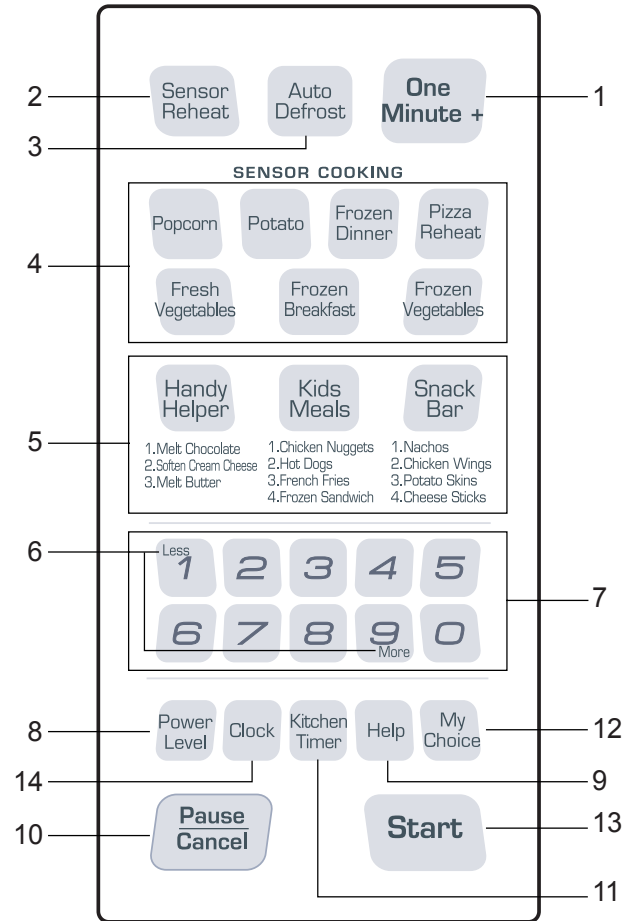 Sensor
Reheat
Auto
Defrost
One
Minute +
2
3
1
SENSOR COOKING
Popcorn
Potato
Frozen
Dinner
Pizza
Reheat
4
Fresh
Vegetables
Frozen
Breakfast
Frozen
Vegetables
5
Handy
Helper
1.Melt Chocolate
2.Soften Cream Cheese
3.Melt Butter
Kids
Meals
1.Chicken Nuggets
2.Hot Dogs
3.French Fries
4.Frozen Sandwich
Snack
Bar
1.Nachos
2.Chicken Wings
3.Potato Skins
4.Cheese Sticks
6
Less
1 2 3 4 5
7
6 7 8 9 0
More
8
Power
Level
Clock
Kitchen
Timer
Help
My
Choice
12
14
9
10
Pause
Cancel
Start
13
11